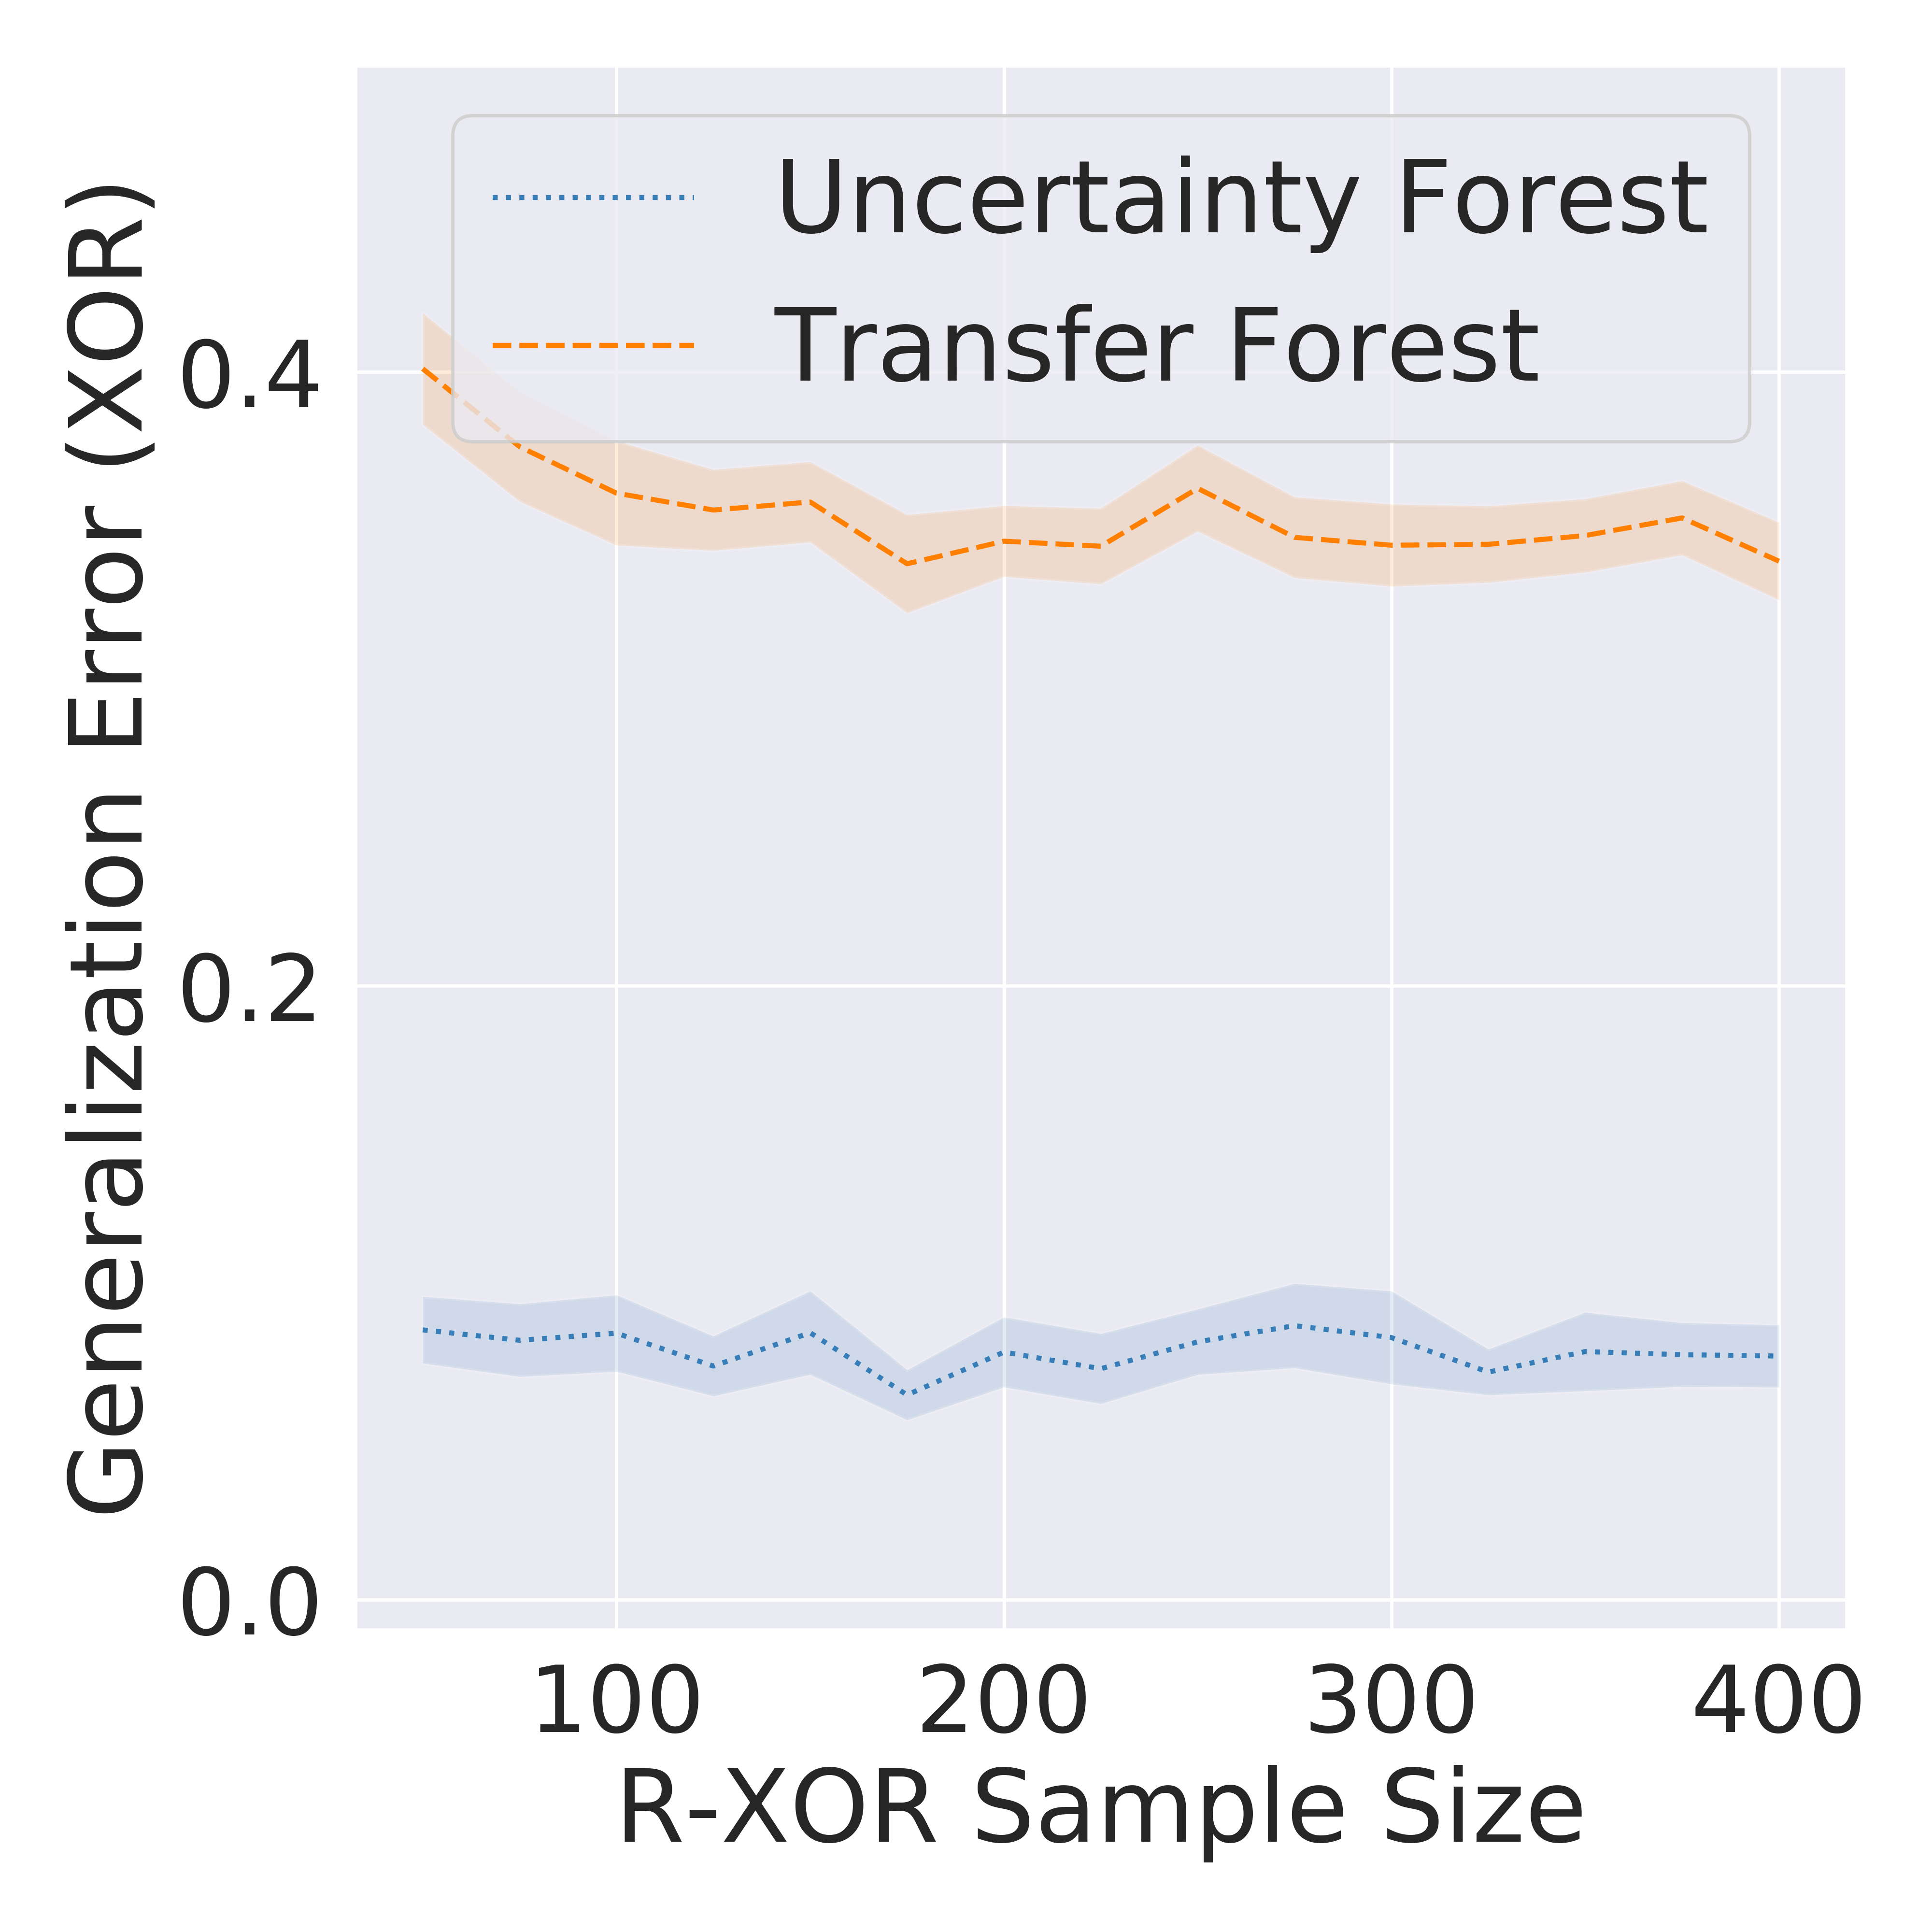 Uncertainty Forest
Transfer Forest
Generalization Error (XOR)
0.4
0.2
0.0
100 200 300 400
R-XOR Sample Size